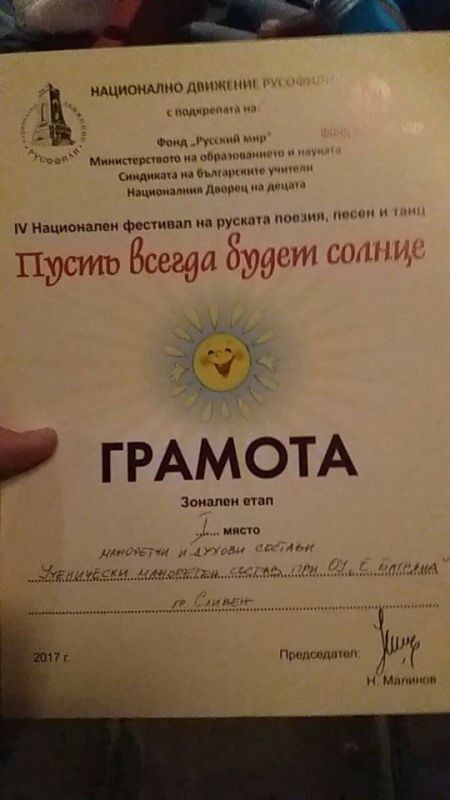 НАЦИОНАЛНО ДВИЖЕНИЕ РУСОФИЛИ
с подкрепата на:
Фонд „Русский мир"
Министерството на образованието и науката
Синдиката на българските учители
Националния Дворец на децата
IV Национален фестивал на руската поезия, песен и танц
Пусть всегда будет солнце
ГРАМОТА
Зонален етап
I място
мажоретни и духови състави
Ученически мажоретен състав при ОУ „Е. Багряна"
гр Сливен
2017 г.
Председател:
Н. Малинов